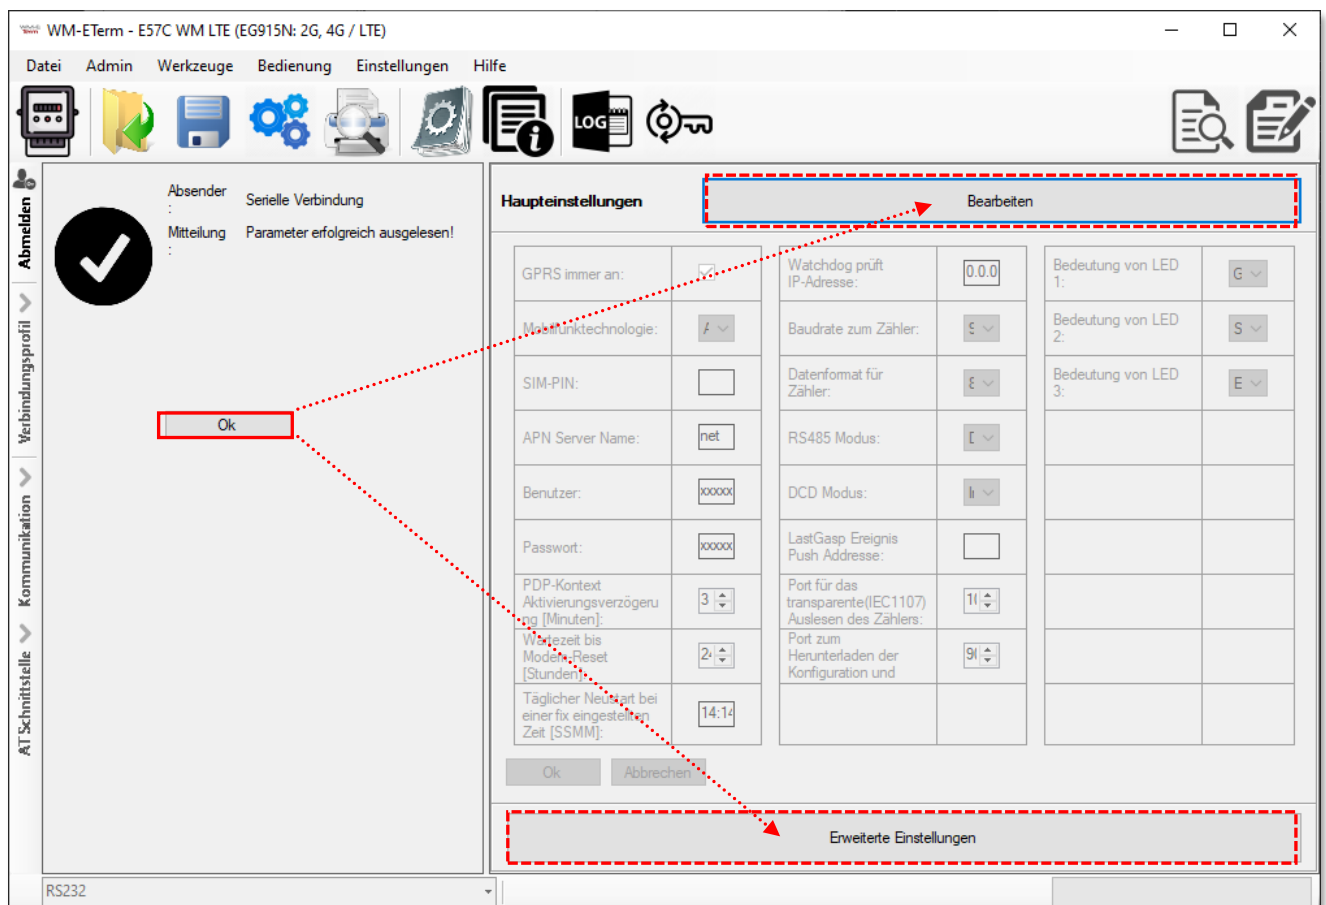 WM-ETerm - E57C WM LTE (EG915N: 2G, 4G / LTE)
Datei Admin Werkzeuge Bedienung Einstellungen Hilfe
LOG
Abmelden
Verbindungsprofil
Kommunikation
AT Schnittstelle
Absender
:
Serielle Verbindung
Mitteilung
:
Parameter erfolgreich ausgelesen!
Ok
Haupteinstellungen
Bearbeiten
GPRS immer an:
Mobilfunktechnologie:
SIM-PIN:
APN Server Name:
net
Benutzer:
xxxxx
Passwort:
xxxxx
PDP-Kontext
Aktivierungsverzögeru
ng [Minuten]:
3
Wartezeit bis
Modem-Reset
[Stunden]:
24
Täglicher Neustart bei
einer fix eingestellten
Zeit [SSMM]:
14:14
Watchdog prüft
IP-Adresse:
0.0.0
Baudrate zum Zähler:
9
Datenformat für
Zähler:
8
RS485 Modus:
DCD Modus:
LastGasp Ereignis
Push Addresse:
Port für das
transparente(IEC1107)
Auslesen des Zählers:
Port zum
Herunterladen der
Konfiguration und
Bedeutung von LED
1:
G
Bedeutung von LED
2:
S
Bedeutung von LED
3:
E
Ok
Abbrechen
Erweiterte Einstellungen
RS232